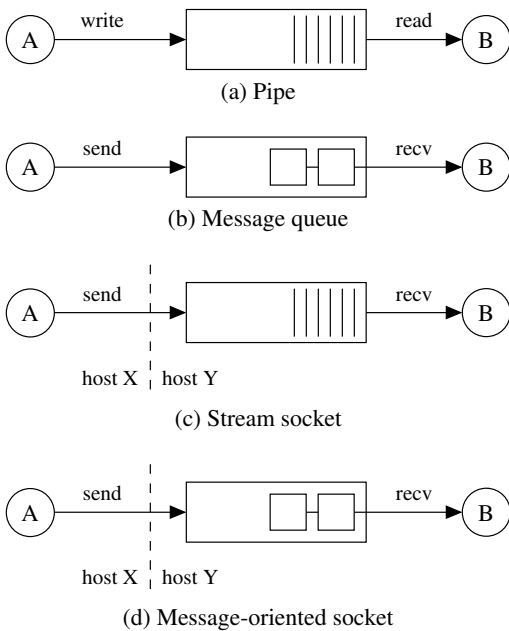 A write read B
(a) Pipe
A send recv B
(b) Message queue
A send recv B
host X host Y
(c) Stream socket
A send recv B
host X host Y
(d) Message-oriented socket